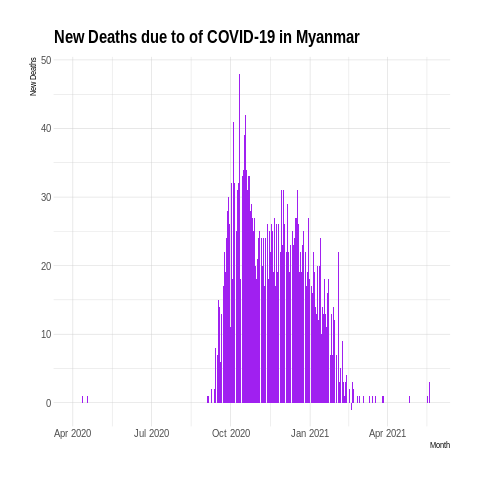 New Deaths due to of COVID-19 in Myanmar
New Deaths
50
40
30
20
10
0
Apr 2020 Jul 2020 Oct 2020 Jan 2021 Apr 2021
Month